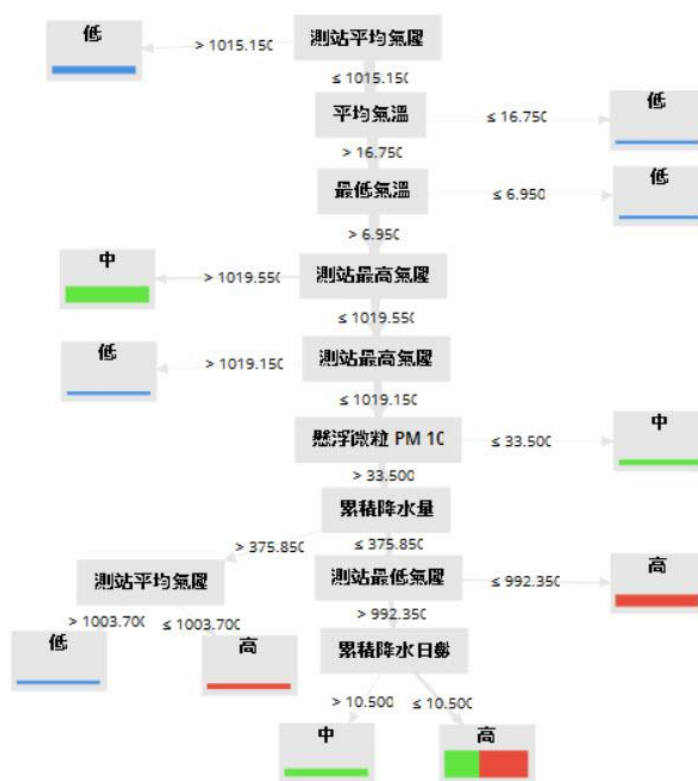 低
> 1015.150
測站平均氣壓
≤ 1015.150
平均氣溫
≤ 16.750
低
> 16.750
最低氣溫
≤ 6.950
低
> 6.950
中
> 1019.550
測站最高氣壓
≤ 1019.550
低
> 1019.150
測站最高氣壓
≤ 1019.150
懸浮微粒 PM 10
≤ 33.500
中
> 33.500
累積降水量
> 375.850
≤ 375.850
測站平均氣壓
測站最低氣壓
≤ 992.350
高
> 1003.700
≤ 1003.700
> 992.350
低
高
累積降水日數
> 10.500
≤ 10.500
中
高